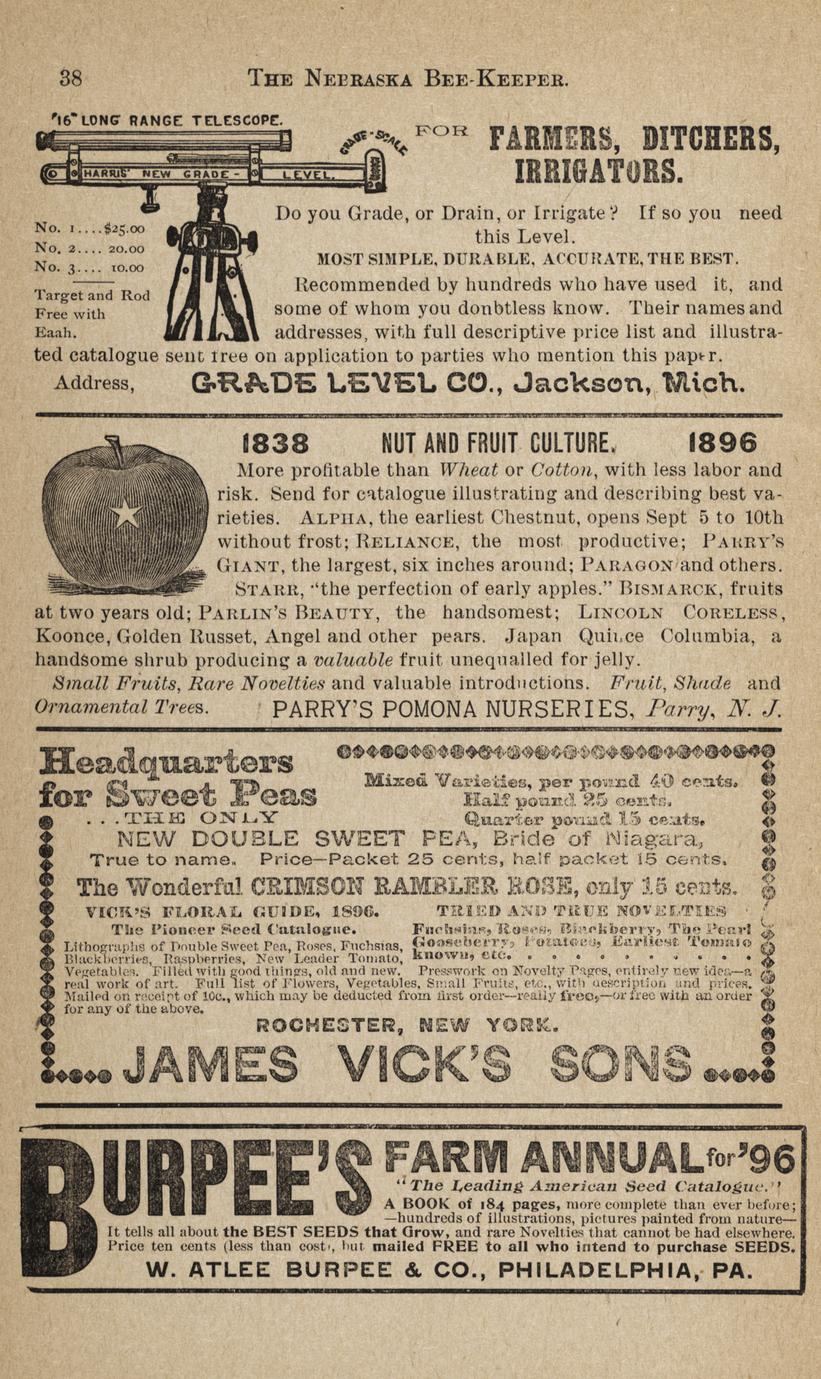 38 THE NEBRASKA BEE-KEEPER.
"16" LONG RANGE TELESCOPE.
GRADE-SCALE
HARRIS' NEW GRADE- LEVEL.
FOR FARMERS, DITCHERS,
IRRIGATORS.
No. 1....$25.00
No. 2.... 20.00
No. 3.... 10.00
Target and Rod
Free with
Eaah.
Do you Grade, or Drain, or Irrigate? If so you need
this Level.
MOST SIMPLE, DURABLE, ACCURATE, THE BEST.
Recommended by hundreds who have used it, and
some of whom you donbtless know. Their names and
addresses, with full descriptive price list and illustra-
ted catalogue sent free on application to parties who mention this paper.
Address, GRADE LEVEL CO., Jackson, Mich.
1838 NUT AND FRUIT CULTURE. 1896
More profitable than Wheat or Cotton, with less labor and
risk. Send for catalogue illustrating and describing best va-
rieties. ALPHA, the earliest Chestnut, opens Sept 5 to 10th
without frost; RELIANCE, the most productive; PARRY'S
GIANT, the largest, six inches around; PARAGON and others.
STARR, "the perfection of early apples." BISMARCK, fruits
at two years old; PARLIN'S BEAUTY, the handsomest; LINCOLN CORELESS,
Koonce, Golden Russet, Angel and other pears. Japan Quince Columbia, a
handsome shrub producing a valuable fruit unequalled for jelly.
Small Fruits, Rare Novelties and valuable introductions. Fruit, Shade and
Ornamental Trees. PARRY'S POMONA NURSERIES, Parry, N. J.
Headquarters
for Sweet Peas
Mixed Varieties, per pound 40 cents.
Half pound 25 cents.
Quarter pound 15 cents.
...THE ONLY
NEW DOUBLE SWEET PEA, Bride of Niagara,
True to name. Price—Packet 25 cents, half packet 15 cents.
The Wonderful CRIMSON RAMBLER ROSE, only 15 cents.
VICK'S FLORAL GUIDE, 1896.
The Pioneer Seed Catalogue.
TRIED AND TRUE NOVELTIES
Fuchsias, Roses, Blackberry, The Pearl
Gooseberry, Potatoes, Earliest Tomato
known, etc. . . . . . . . .
Lithographs of Double Sweet Pea, Roses, Fuchsias,
Blackberries, Raspberries, New Leader Tomato,
Vegetables. Filled with good things, old and new. Presswork on Novelty Pages, entirely new idea—a
real work of art. Full list of Flowers, Vegetables, Small Fruits, etc., with description and prices.
Mailed on receipt of 10c., which may be deducted from first order—really free,—or free with an order
for any of the above.
ROCHESTER, NEW YORK.
JAMES VICK'S SONS
BURPEE'S FARM ANNUAL for '96
"The Leading American Seed Catalogue."
A BOOK of 184 pages, more complete than ever before;
—hundreds of illustrations, pictures painted from nature—
It tells all about the BEST SEEDS that Grow, and rare Novelties that cannot be had elsewhere.
Price ten cents (less than cost), but mailed FREE to all who intend to purchase SEEDS.
W. ATLEE BURPEE & CO., PHILADELPHIA, PA.